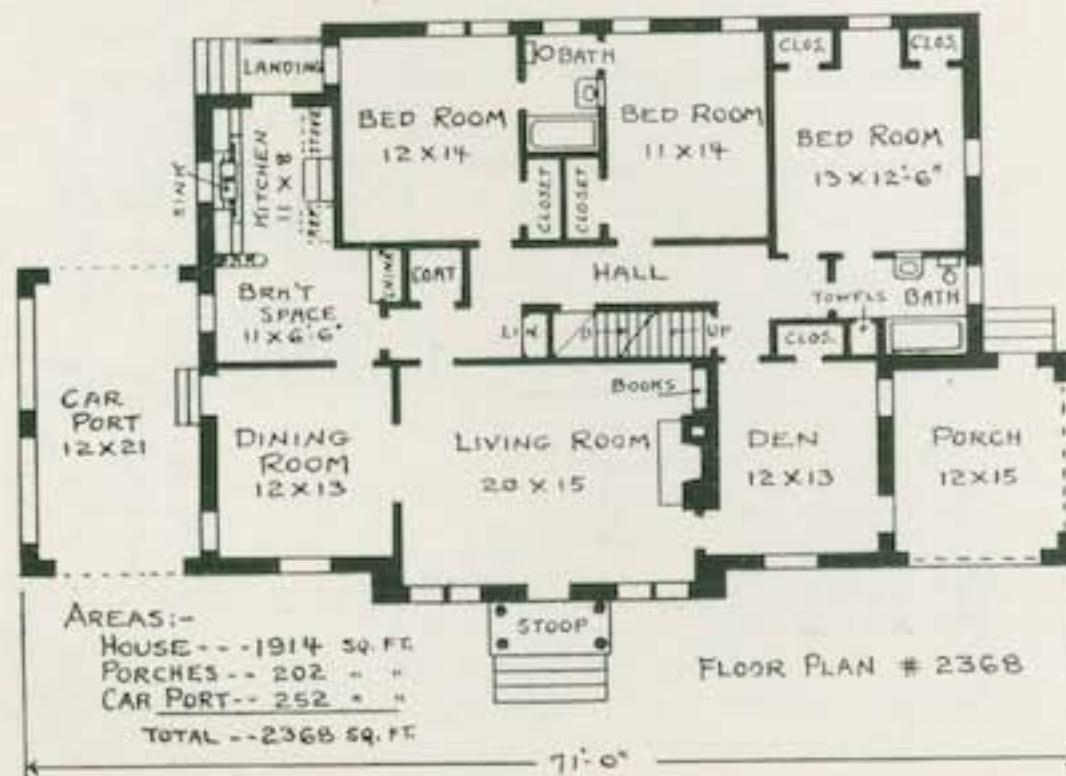 LANDING
BED ROOM
12 X 14
BATH
BED ROOM
11 X 14
CLOS.
CLOS.
BED ROOM
13 X 12'-6"
SINK
KITCHEN
11 X 8
STOVE
REF.
CLOSET
CLOSET
CHINA
COAT
HALL
TOWELS
BATH
BRK'T
SPACE
11 X 6'-6"
LIN.
D
UP
CLOS.
BOOKS
CAR
PORT
12 X 21
DINING
ROOM
12 X 13
LIVING ROOM
20 X 15
DEN
12 X 13
PORCH
12 X 15
STOOP
AREAS:-
HOUSE - - - 1914 SQ. FT.
PORCHES - - 202 " "
CAR PORT - - 252 " "
TOTAL - - 2368 SQ. FT.
FLOOR PLAN # 2368
71'-0"